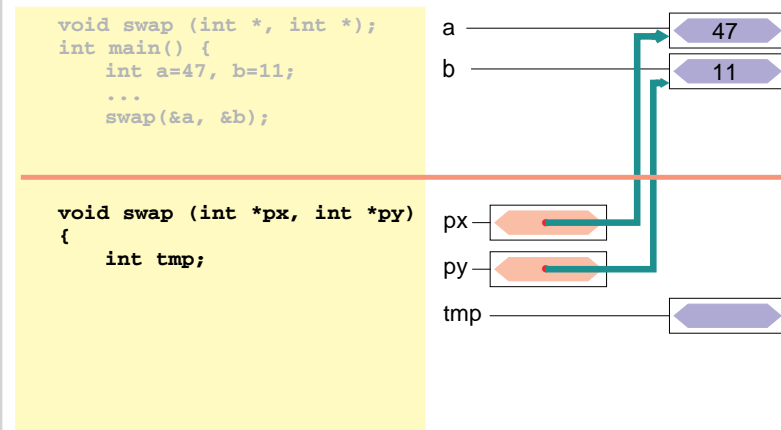 void swap (int *, int *);
int main() {
int a=47, b=11;
...
swap(&a, &b);
a
47
b
11
void swap (int *px, int *py)
{
int tmp;
px
py
tmp